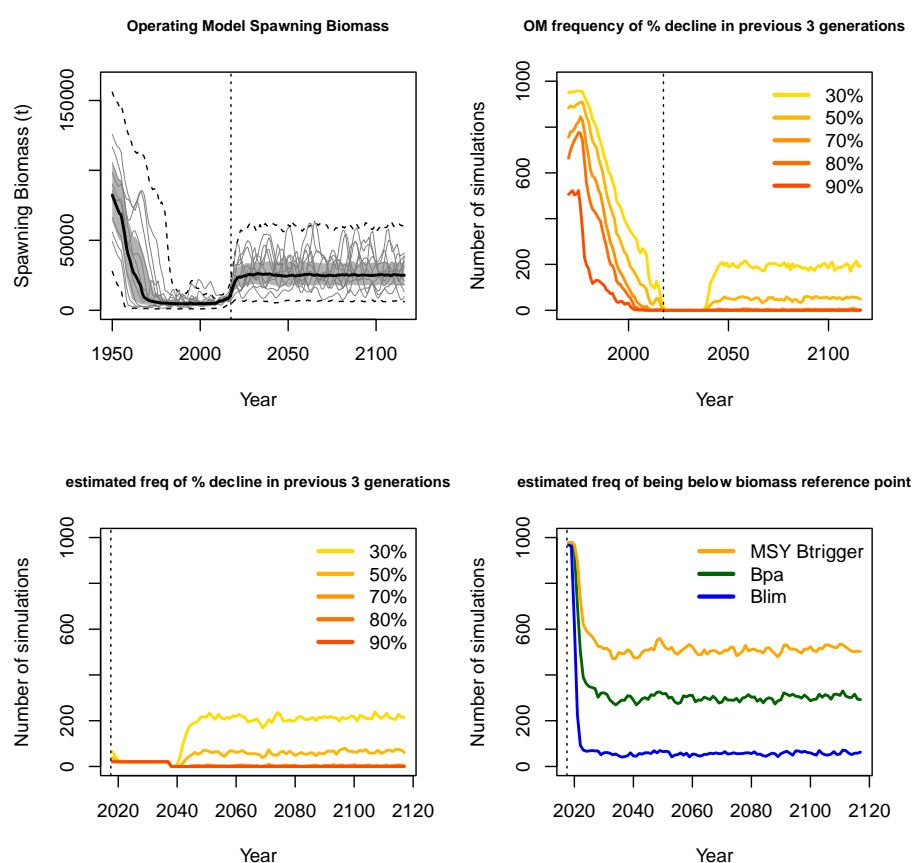 Operating Model Spawning Biomass
Spawning Biomass (t)
150000
50000
0
1950
2000
2050
2100
Year
OM frequency of % decline in previous 3 generations
Number of simulations
1000
600
200
0
30%
50%
70%
80%
90%
2000
2050
2100
Year
estimated freq of % decline in previous 3 generations
Number of simulations
1000
600
200
0
30%
50%
70%
80%
90%
2020
2040
2060
2080
2100
2120
Year
estimated freq of being below biomass reference point
Number of simulations
1000
600
200
0
MSY Btrigger
Bpa
Blim
2020
2040
2060
2080
2100
2120
Year